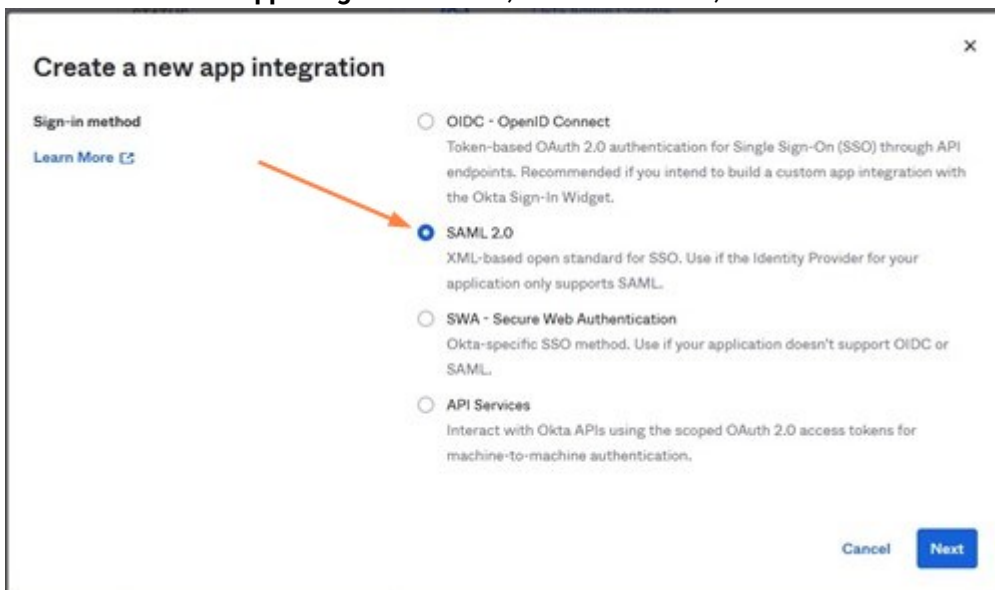 Create a new app integration
×
Sign-in method
Learn More
OIDC - OpenID Connect
Token-based OAuth 2.0 authentication for Single Sign-On (SSO) through API
endpoints. Recommended if you intend to build a custom app integration with
the Okta Sign-In Widget.
SAML 2.0
XML-based open standard for SSO. Use if the Identity Provider for your
application only supports SAML.
SWA - Secure Web Authentication
Okta-specific SSO method. Use if your application doesn't support OIDC or
SAML.
API Services
Interact with Okta APIs using the scoped OAuth 2.0 access tokens for
machine-to-machine authentication.
Cancel
Next